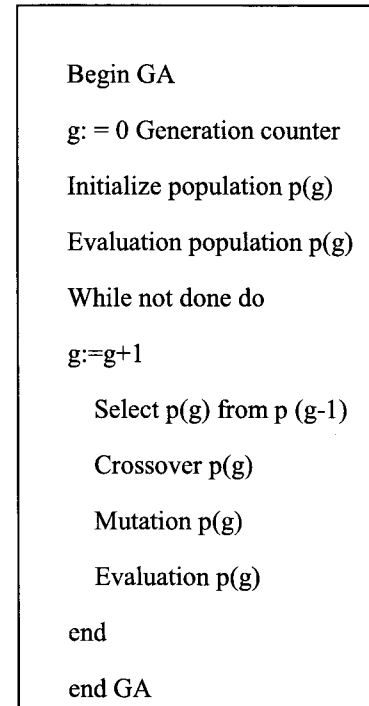 Begin GA
g: = 0 Generation counter
Initialize population p(g)
Evaluation population p(g)
While not done do
g:=g+1
Select p(g) from p (g-1)
Crossover p(g)
Mutation p(g)
Evaluation p(g)
end
end GA